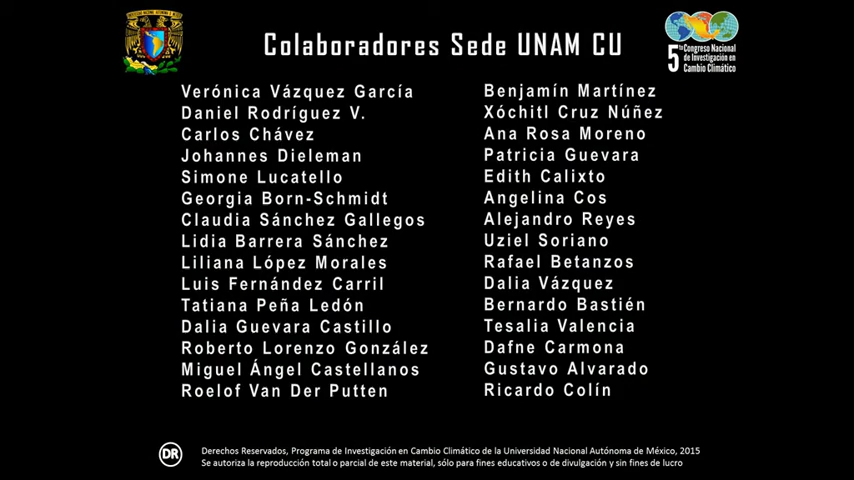 Colaboradores Sede UNAM CU
5to Congreso Nacional
de Investigación en
Cambio Climático
Verónica Vázquez García
Daniel Rodríguez V.
Carlos Chávez
Johannes Dieleman
Simone Lucatello
Georgia Born-Schmidt
Claudia Sánchez Gallegos
Lidia Barrera Sánchez
Liliana López Morales
Luis Fernández Carril
Tatiana Peña Ledón
Dalia Guevara Castillo
Roberto Lorenzo González
Miguel Ángel Castellanos
Roelof Van Der Putten
Benjamín Martínez
Xóchitl Cruz Núñez
Ana Rosa Moreno
Patricia Guevara
Edith Calixto
Angelina Cos
Alejandro Reyes
Uziel Soriano
Rafael Betanzos
Dalia Vázquez
Bernardo Bastién
Tesalia Valencia
Dafne Carmona
Gustavo Alvarado
Ricardo Colín
DR
Derechos Reservados, Programa de Investigación en Cambio Climático de la Universidad Nacional Autónoma de México, 2015
Se autoriza la reproducción total o parcial de este material, sólo para fines educativos o de divulgación y sin fines de lucro